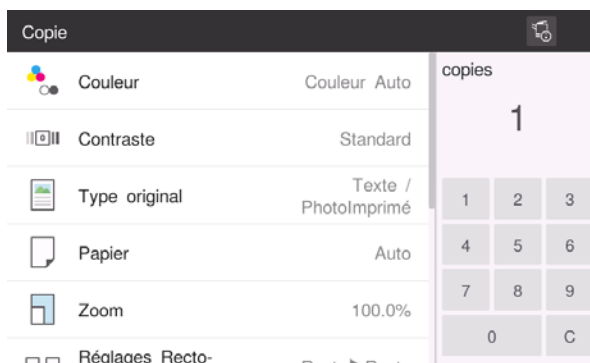 Copie
Couleur
Couleur Auto
Contraste
Standard
Type original
Texte /
PhotoImprimé
Papier
Auto
Zoom
100.0%
Réglages Recto-
copies
1
1 2 3
4 5 6
7 8 9
0 C